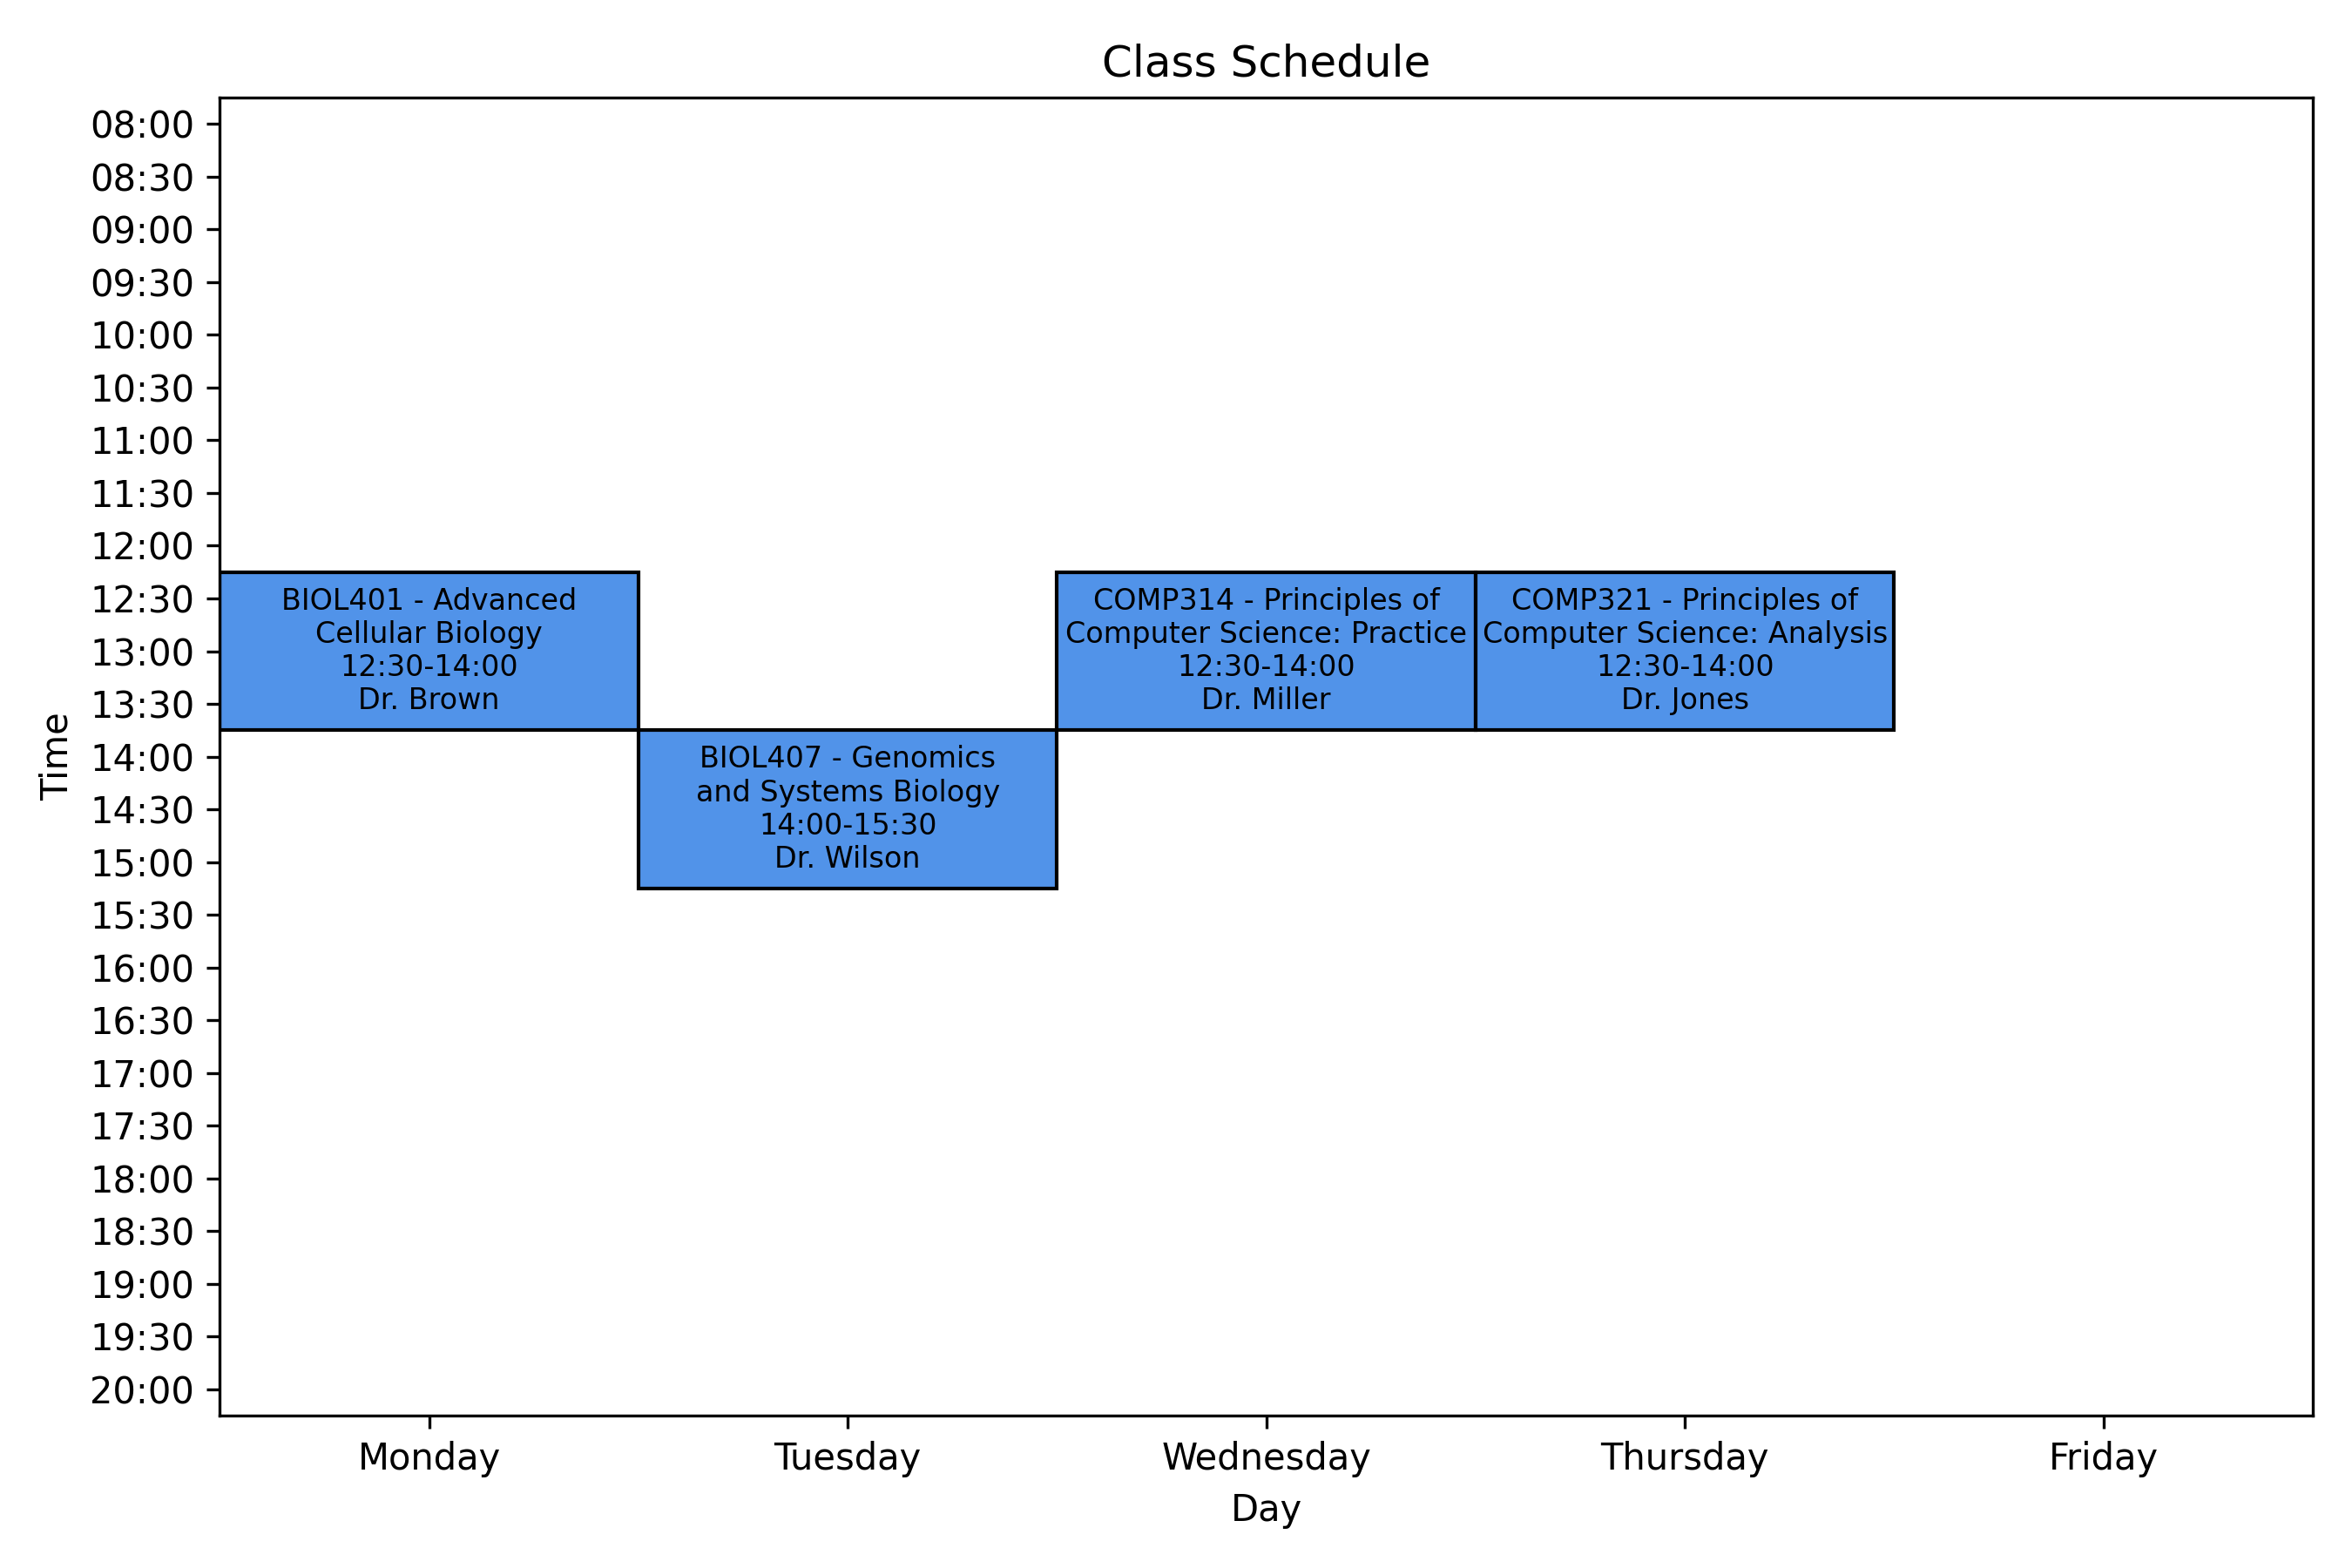 Class Schedule
08:00
08:30
09:00
09:30
10:00
10:30
11:00
11:30
12:00
12:30
13:00
13:30
14:00
14:30
15:00
15:30
16:00
16:30
17:00
17:30
18:00
18:30
19:00
19:30
20:00
Time
BIOL401 - Advanced
Cellular Biology
12:30-14:00
Dr. Brown
BIOL407 - Genomics
and Systems Biology
14:00-15:30
Dr. Wilson
COMP314 - Principles of
Computer Science: Practice
12:30-14:00
Dr. Miller
COMP321 - Principles of
Computer Science: Analysis
12:30-14:00
Dr. Jones
Monday
Tuesday
Wednesday
Thursday
Friday
Day